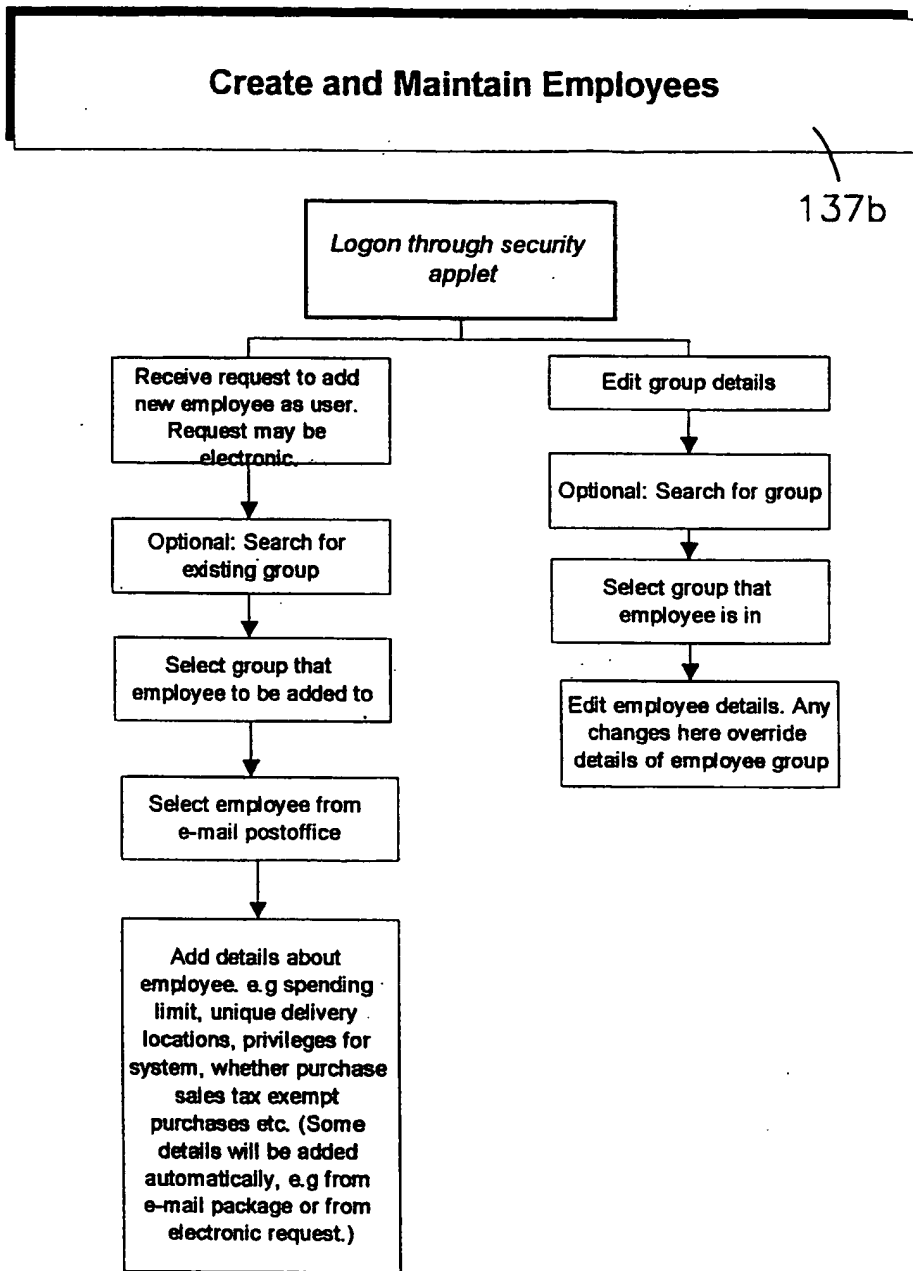 Create and Maintain Employees
137b
Logon through security
applet
Receive request to add
new employee as user.
Request may be
electronic.
Optional: Search for
existing group
Select group that
employee to be added to
Select employee from
e-mail postoffice
Add details about
employee. e.g spending
limit, unique delivery
locations, privileges for
system, whether purchase
sales tax exempt
purchases etc. (Some
details will be added
automatically, e.g from
e-mail package or from
electronic request.)
Edit group details
Optional: Search for group
Select group that
employee is in
Edit employee details. Any
changes here override
details of employee group